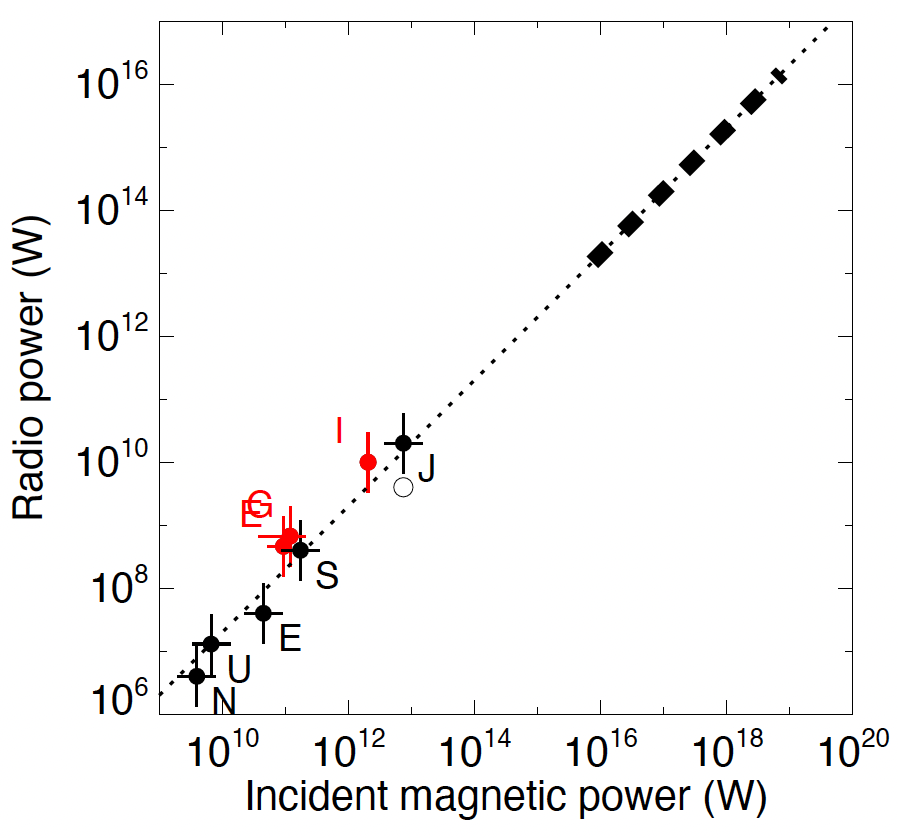 10^16
10^14
10^12
10^10
10^8
10^6
Radio power (W)
I
J
G
E
S
E
U
N
10^10 10^12 10^14 10^16 10^18 10^20
Incident magnetic power (W)